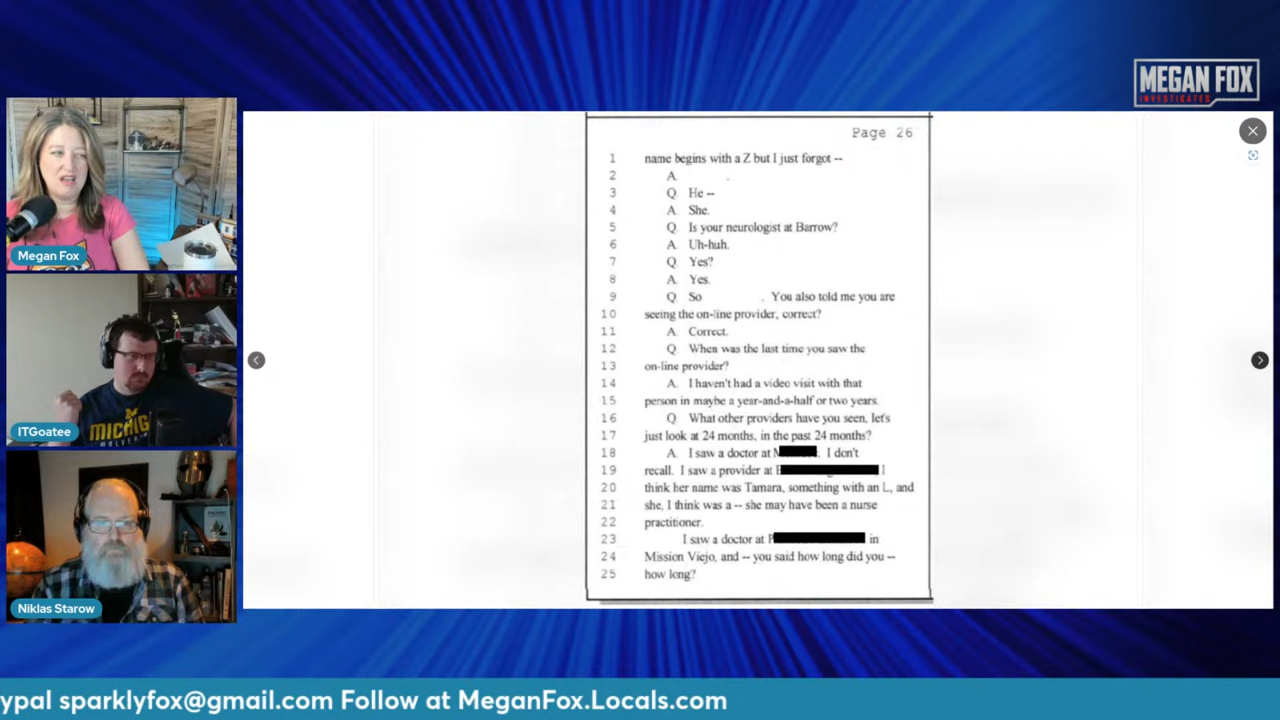 MEGAN FOX
INVESTIGATES
Page 26
1 name begins with a Z but I just forgot --
2 A. .
3 Q. He --
4 A. She.
5 Q. Is your neurologist at Barrow?
6 A. Uh-huh.
7 Q. Yes?
8 A. Yes.
9 Q. So . You also told me you are
10 seeing the on-line provider, correct?
11 A. Correct.
12 Q. When was the last time you saw the
13 on-line provider?
14 A. I haven't had a video visit with that
15 person in maybe a year-and-a-half or two years.
16 Q. What other providers have you seen, let's
17 just look at 24 months, in the past 24 months?
18 A. I saw a doctor at M . I don't
19 recall. I saw a provider at I
20 think her name was Tamara, something with an L, and
21 she, I think was a -- she may have been a nurse
22 practitioner.
23 I saw a doctor at in
24 Mission Viejo, and -- you said how long did you --
25 how long?
Megan Fox
MICHIG
ITGoatee
Niklas Starow
ypal sparklyfox@gmail.com Follow at MeganFox.Locals.com